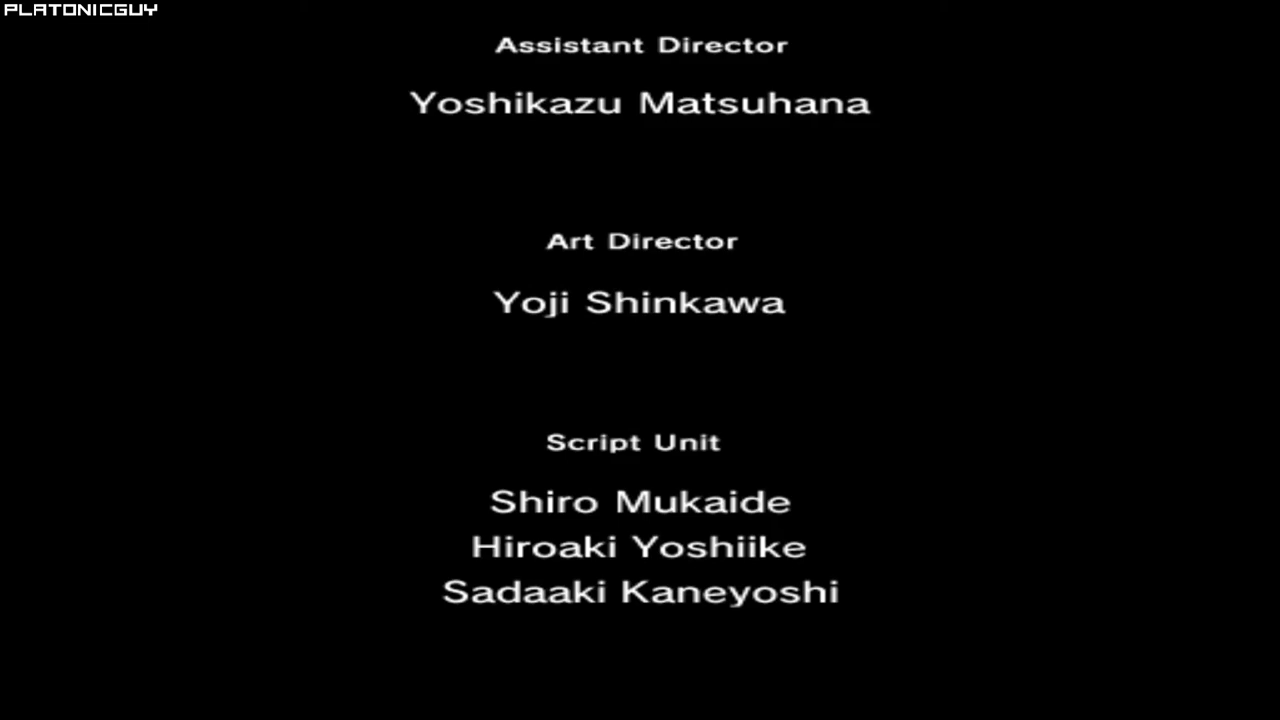 PLATONICGUY
Assistant Director
Yoshikazu Matsuhana
Art Director
Yoji Shinkawa
Script Unit
Shiro Mukaide
Hiroaki Yoshiike
Sadaaki Kaneyoshi